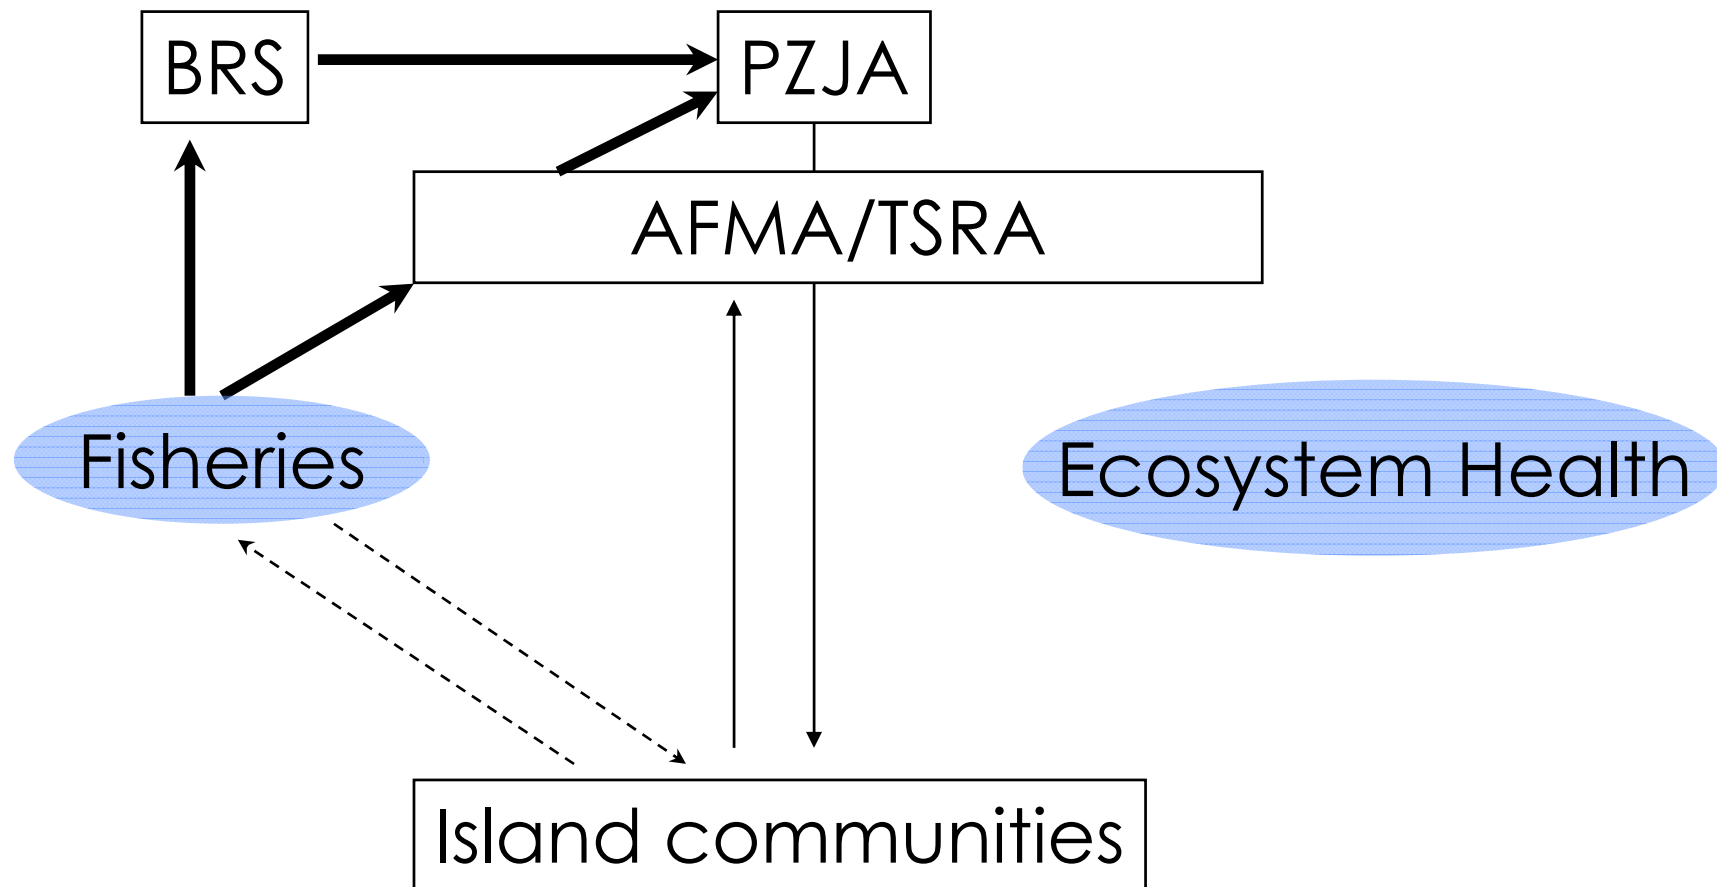 BRS
PZJA
AFMA/TSRA
Fisheries
Ecosystem Health
Island communities